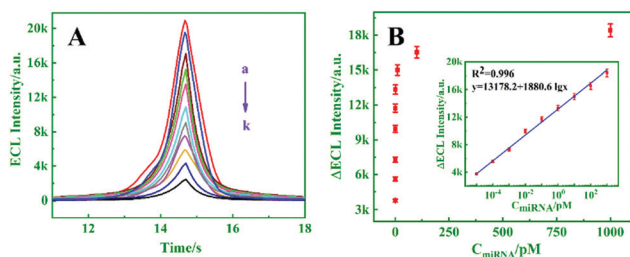 A
ECL Intensity/a.u.
20k
16k
12k
8k
4k
0
a
k
12
14
16
18
Time/s
B
ΔECL Intensity/a.u.
18k
15k
12k
9k
6k
3k
0
250
500
750
1000
C_miRNA/pM
R²=0.996
y=13178.2+1880.6 lgx
ΔECL Intensity/a.u.
20k
16k
12k
8k
4k
10⁻⁴
10⁻²
10⁰
10²
C_miRNA/pM